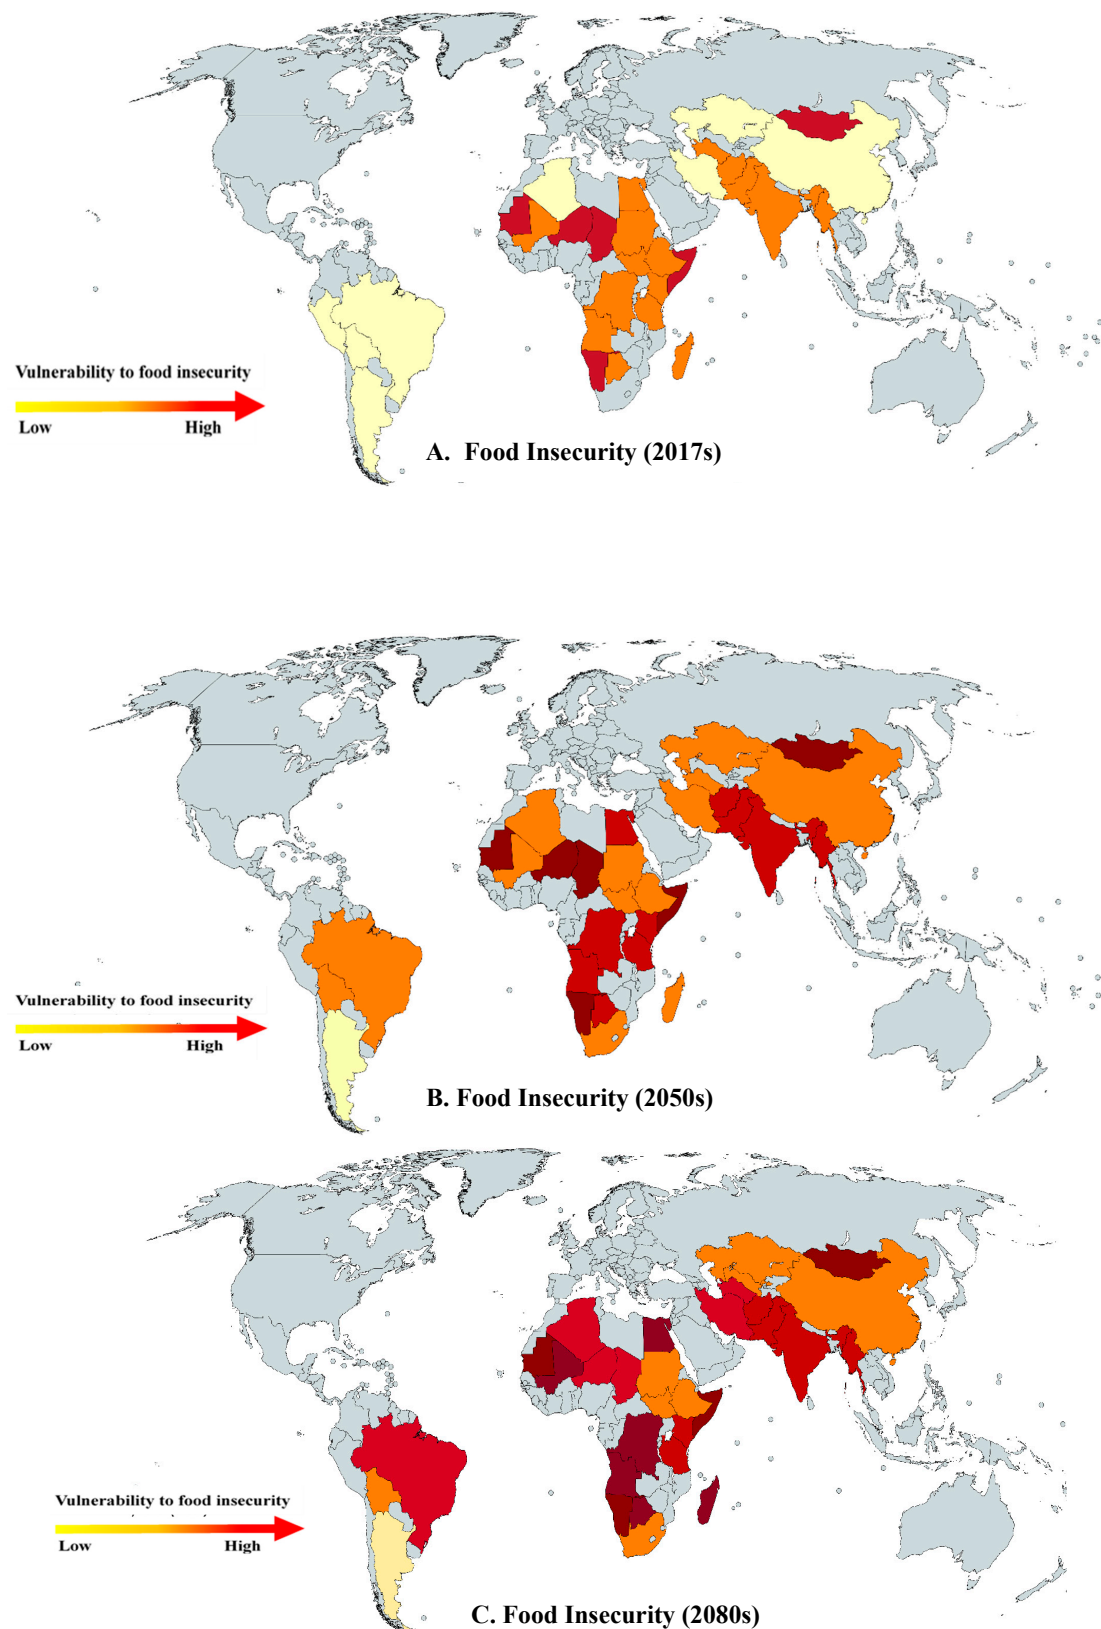 Vulnerability to food insecurity
Low High
A. Food Insecurity (2017s)
Vulnerability to food insecurity
Low High
B. Food Insecurity (2050s)
Vulnerability to food insecurity
Low High
C. Food Insecurity (2080s)